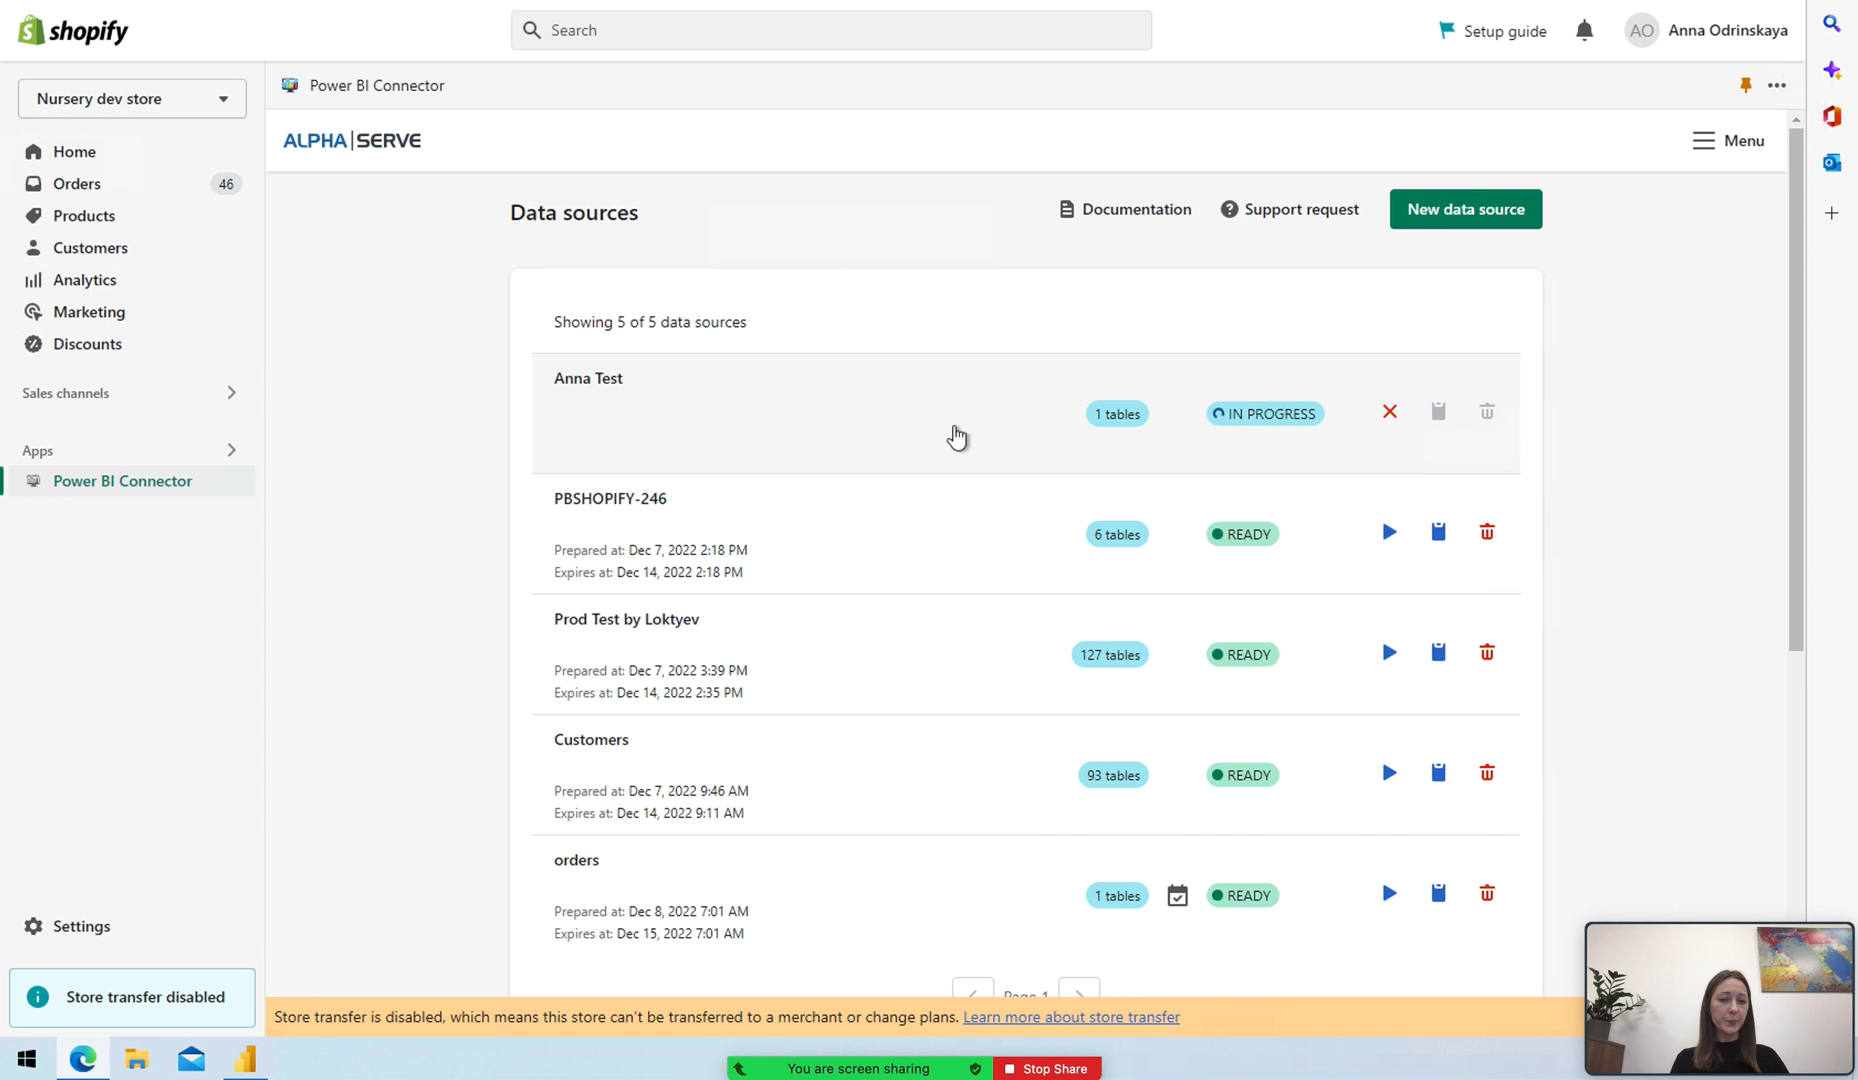 shopify
Search
Setup guide
AO
Anna Odrinskaya
Nursery dev store
Power BI Connector
Home
Orders
46
Products
Customers
Analytics
Marketing
Discounts
Sales channels
Apps
Power BI Connector
Settings
Store transfer disabled
ALPHA|SERVE
Menu
Data sources
Documentation
Support request
New data source
Showing 5 of 5 data sources
Anna Test
1 tables
IN PROGRESS
PBSHOPIFY-246
6 tables
READY
Prepared at: Dec 7, 2022 2:18 PM
Expires at: Dec 14, 2022 2:18 PM
Prod Test by Loktyev
127 tables
READY
Prepared at: Dec 7, 2022 3:39 PM
Expires at: Dec 14, 2022 2:35 PM
Customers
93 tables
READY
Prepared at: Dec 7, 2022 9:46 AM
Expires at: Dec 14, 2022 9:11 AM
orders
1 tables
READY
Prepared at: Dec 8, 2022 7:01 AM
Expires at: Dec 15, 2022 7:01 AM
Page 1
Store transfer is disabled, which means this store can't be transferred to a merchant or change plans. Learn more about store transfer
You are screen sharing
Stop Share